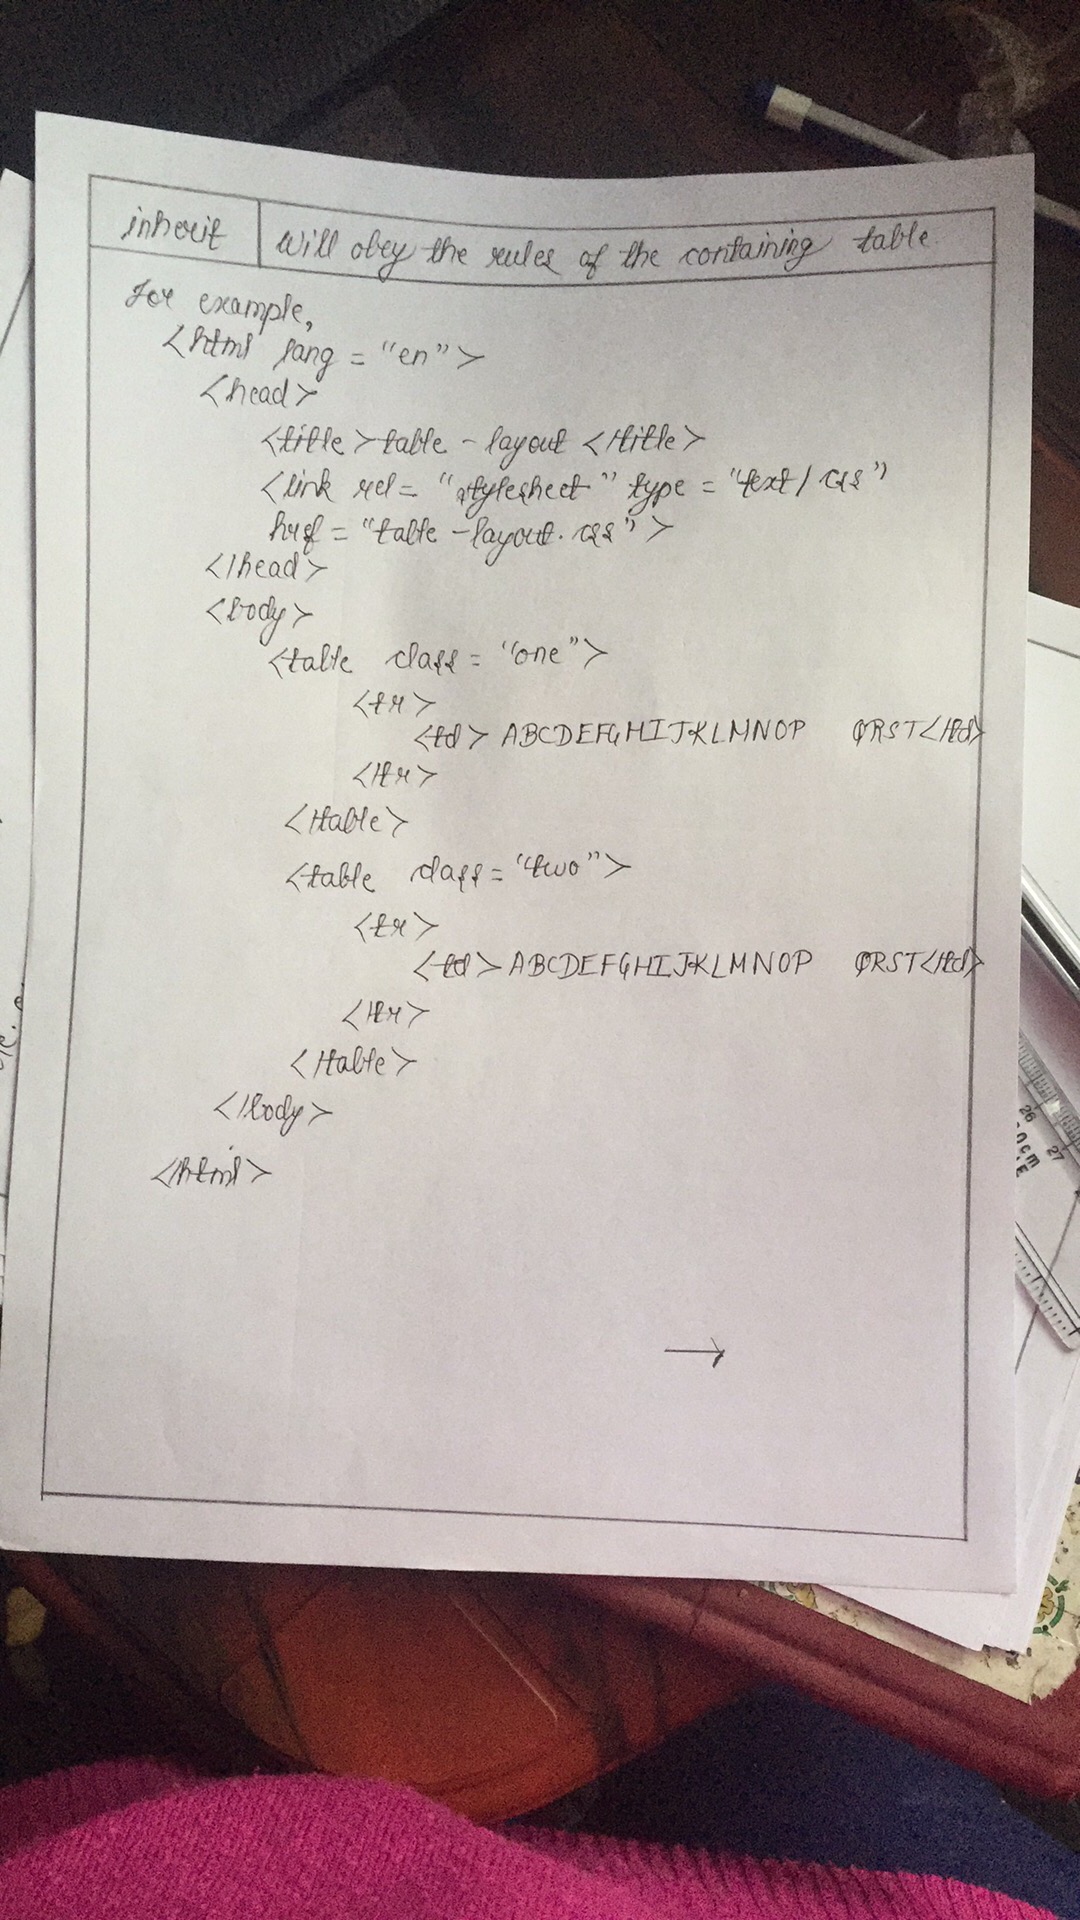 inherit will obey the rules of the containing table.
For example,
<html lang = "en">
<head>
<title>table - layout </title>
<link rel = "stylesheet" type = "text/css"
href = "table - layout.css">
</head>
<body>
<table class = "one">
<tr>
<td> ABCDEFGHIJKLMNOP QRST</td>
</tr>
</table>
<table class = "two">
<tr>
<td> ABCDEFGHIJKLMNOP QRST</td>
</tr>
</table>
</body>
</html>
→
26
27